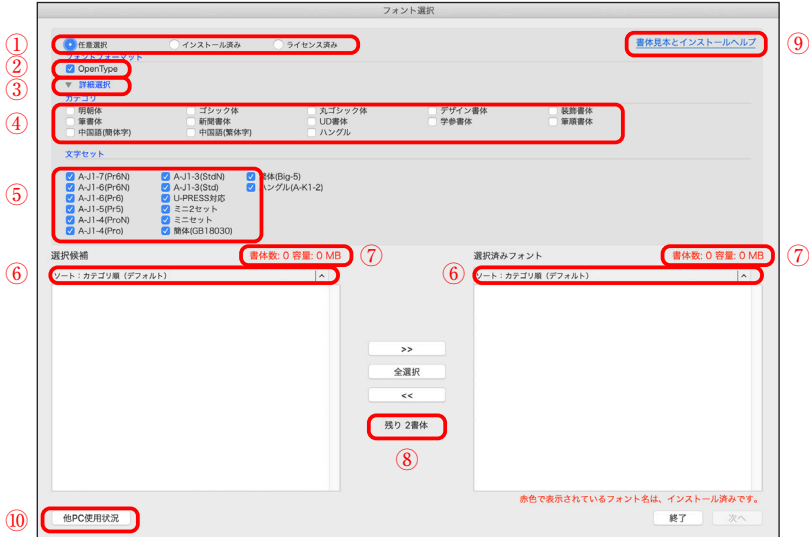 フォント選択
① 任意選択 インストール済み ライセンス済み 書体見本とインストールヘルプ ⑨
フォントフォーマット
② OpenType
③ ▼ 詳細選択
カテゴリ
④ 明朝体 ゴシック体 丸ゴシック体 デザイン書体 装飾書体
筆書体 新聞書体 UD書体 学参書体 筆順書体
中国語(簡体字) 中国語(繁体字) ハングル
文字セット
⑤ A-J1-7(Pr6N) A-J1-3(StdN) 繁体(Big-5)
A-J1-6(Pr6N) A-J1-3(Std) ハングル(A-K1-2)
A-J1-6(Pr6) U-PRESS対応
A-J1-5(Pr5) ミニ2セット
A-J1-4(ProN) ミニセット
A-J1-4(Pro) 簡体(GB18030)
選択候補 書体数: 0 容量: 0 MB ⑦ 選択済みフォント 書体数: 0 容量: 0 MB ⑦
⑥ ソート：カテゴリ順（デフォルト） ⑥ ソート：カテゴリ順（デフォルト）
>>
全選択
<<
残り 2書体
⑧
赤色で表示されているフォント名は、インストール済みです。
⑩ 他PC使用状況 終了 次へ